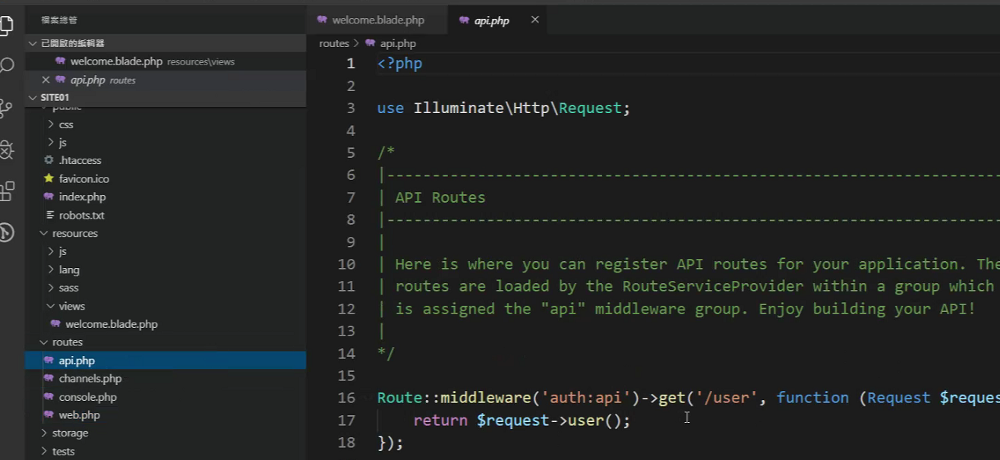 檔案總管
已開啟的編輯器
welcome.blade.php resources\views
api.php routes
SITE01
public
css
js
.htaccess
favicon.ico
index.php
robots.txt
resources
js
lang
sass
views
welcome.blade.php
routes
api.php
channels.php
console.php
web.php
storage
tests
welcome.blade.php api.php
routes > api.php
1 <?php
2
3 use Illuminate\Http\Request;
4
5 /*
6 |--------------------------------------------------------------------
7 | API Routes
8 |--------------------------------------------------------------------
9 |
10 | Here is where you can register API routes for your application. The
11 | routes are loaded by the RouteServiceProvider within a group which
12 | is assigned the "api" middleware group. Enjoy building your API!
13 |
14 */
15
16 Route::middleware('auth:api')->get('/user', function (Request $reques
17 return $request->user();
18 });